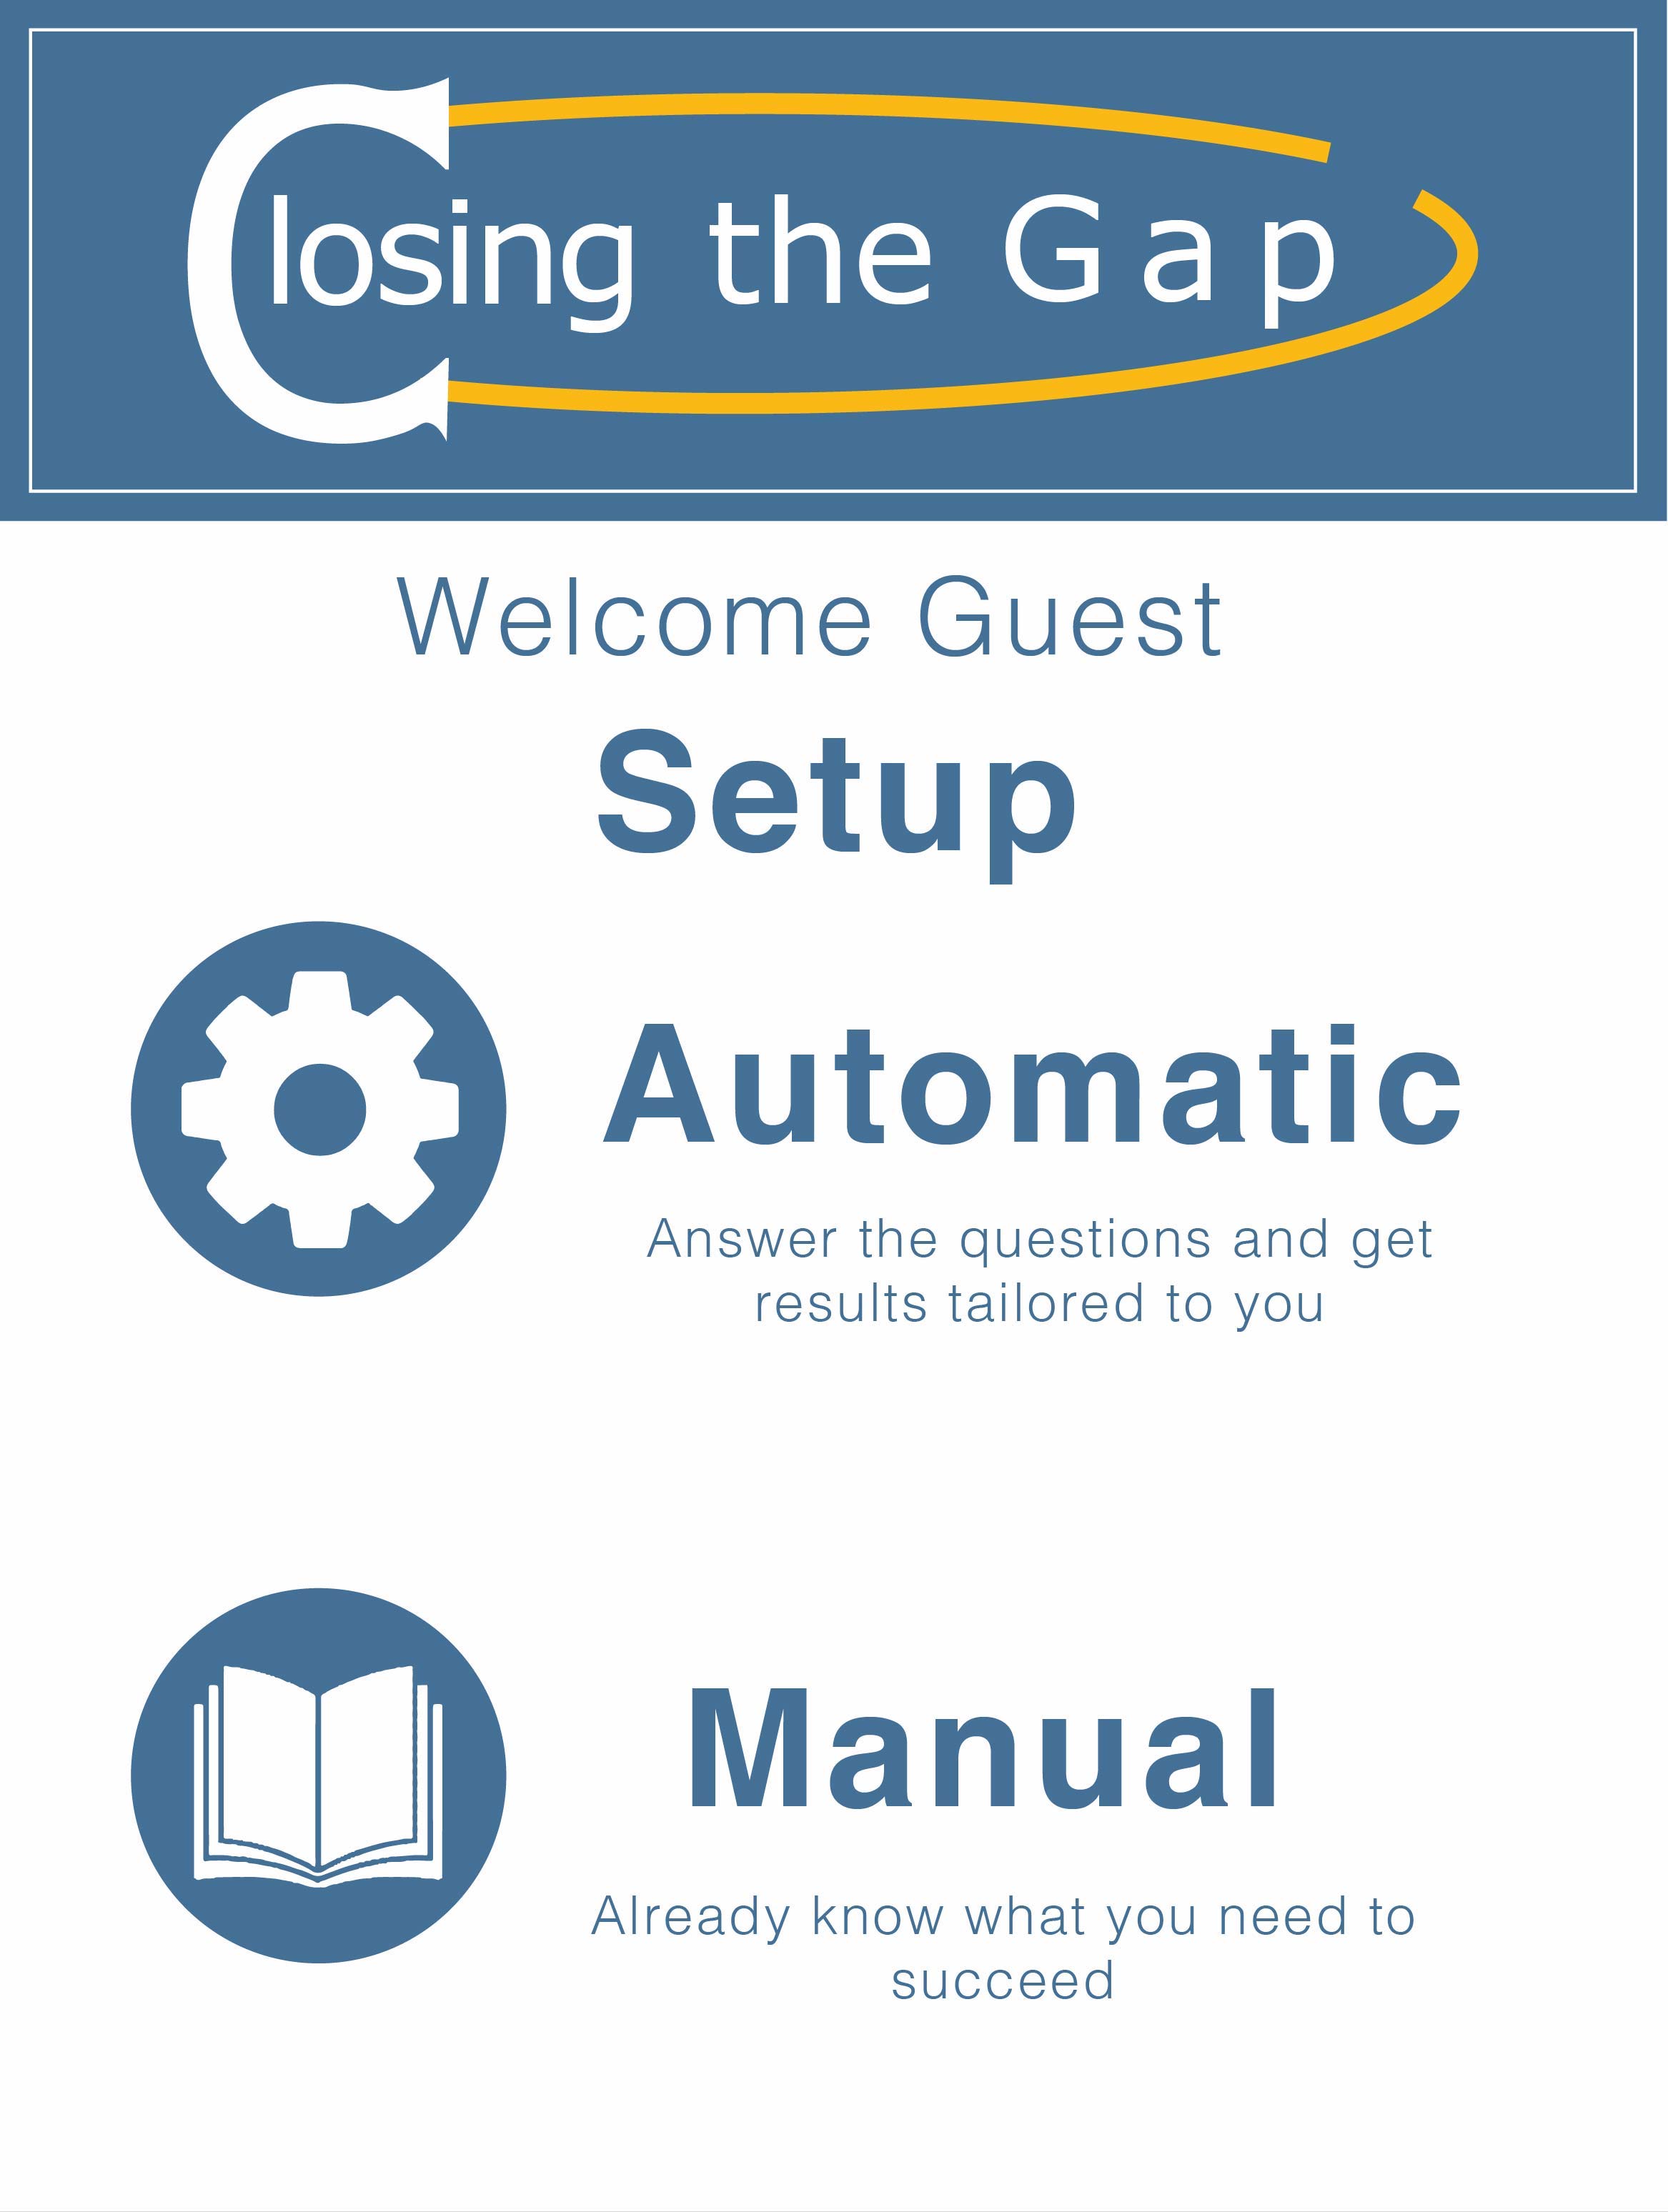 Closing the Gap
Welcome Guest
Setup
Automatic
Answer the questions and get
results tailored to you
Manual
Already know what you need to
succeed